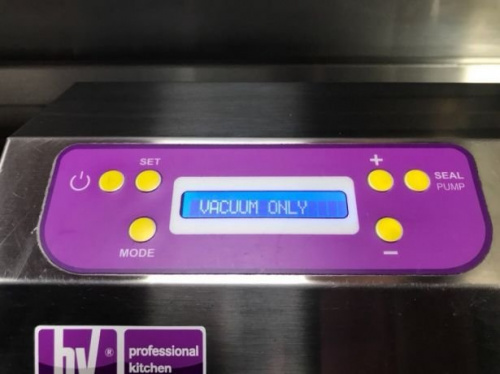 SET
+
SEAL
PUMP
VACUUM ONLY
MODE
−
hv®
professional
kitchen